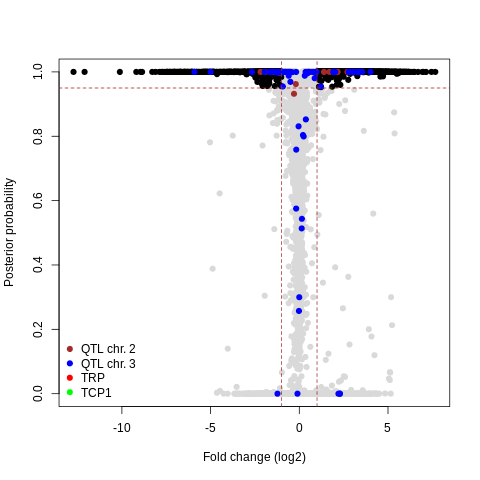 1.0
0.8
0.6
0.4
0.2
0.0
Posterior probability
QTL chr. 2
QTL chr. 3
TRP
TCP1
-10 -5 0 5
Fold change (log2)